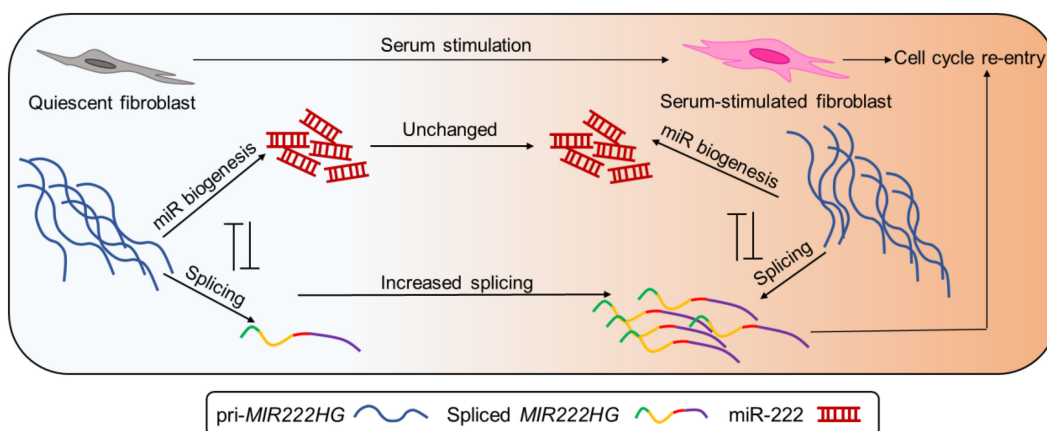 Serum stimulation
Cell cycle re-entry
Quiescent fibroblast
Serum-stimulated fibroblast
Unchanged
miR biogenesis
miR biogenesis
Splicing
Increased splicing
Splicing
pri-MIR222HG
Spliced MIR222HG
miR-222